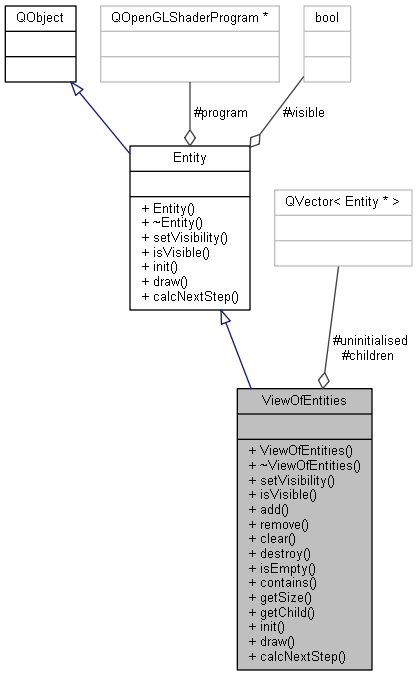 QObject
QOpenGLShaderProgram *
bool
#program
#visible
Entity
+ Entity()
+ ~Entity()
+ setVisibility()
+ isVisible()
+ init()
+ draw()
+ calcNextStep()
QVector< Entity * >
#uninitialised
#children
ViewOfEntities
+ ViewOfEntities()
+ ~ViewOfEntities()
+ setVisibility()
+ isVisible()
+ add()
+ remove()
+ clear()
+ destroy()
+ isEmpty()
+ contains()
+ getSize()
+ getChild()
+ init()
+ draw()
+ calcNextStep()